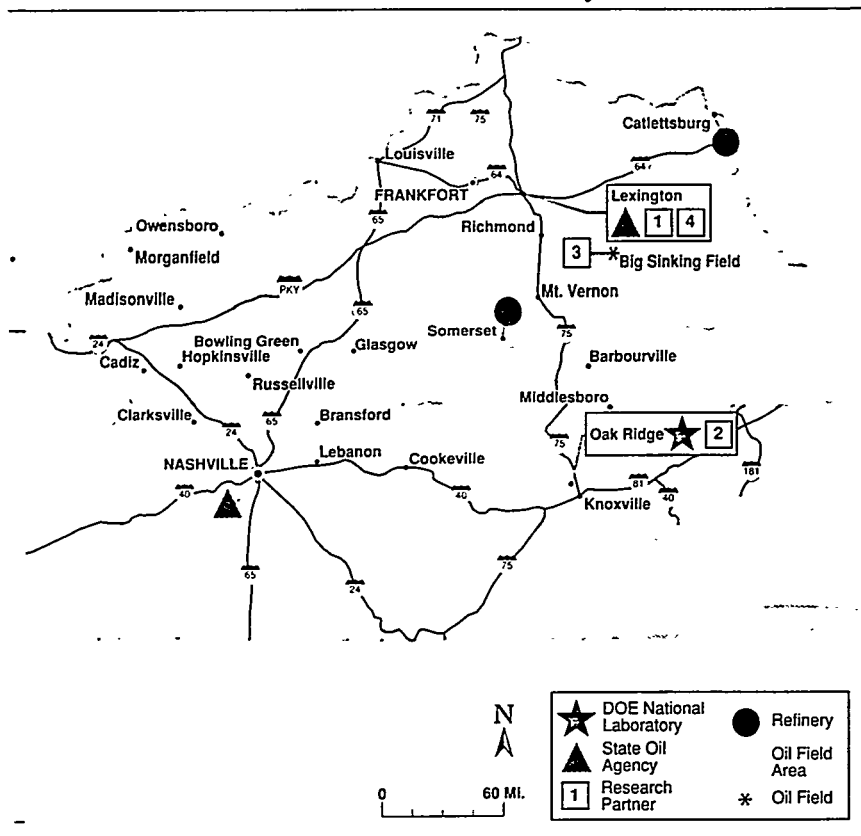 71
75
Catlettsburg
Louisville
64
64
FRANKFORT
Lexington
1 4
65
Owensboro
Richmond
Morganfield
3
Big Sinking Field
PKY
Madisonville
Mt. Vernon
65
Somerset
75
24
Bowling Green
Glasgow
Hopkinsville
Cadiz
Barbourville
Russellville
Middlesboro
Clarksville
Bransford
24
65
Oak Ridge
2
75
Lebanon
NASHVILLE
Cookeville
181
40
40
81
40
Knoxville
75
65
24
N
0 60 MI.
DOE National
Laboratory
Refinery
State Oil
Agency
Oil Field
Area
1
Research
Partner
Oil Field